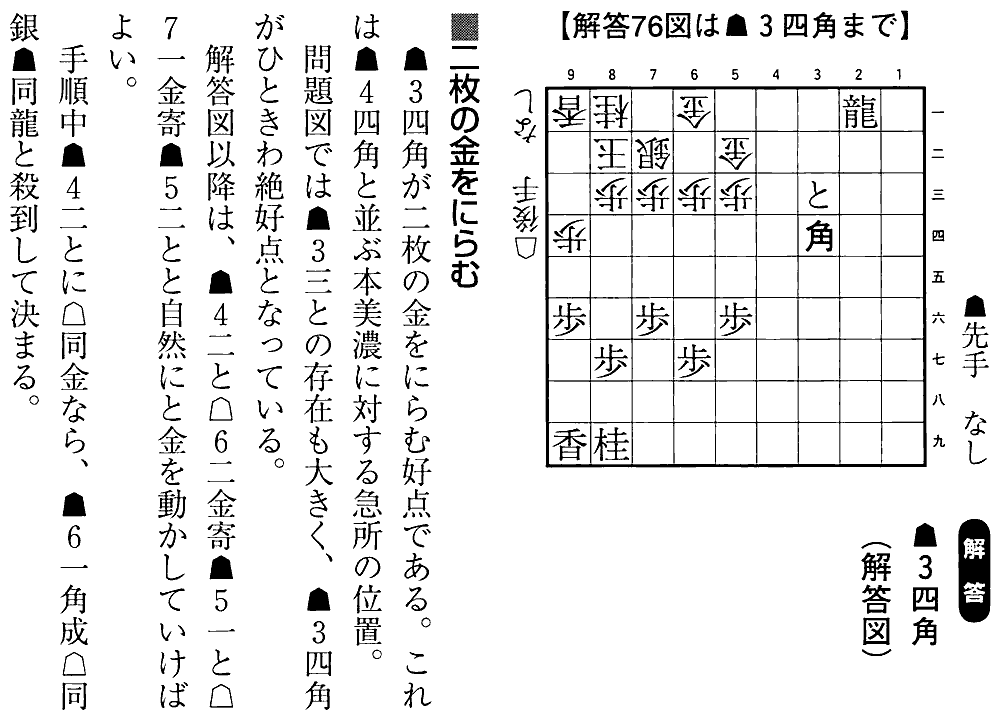 解答
☗3四角
(解答図)
【解答76図は☗3四角まで】
☗先手 なし
9 8 7 6 5 4 3 2 1
香 桂 金 龍 一
王 銀 金 二
歩 歩 歩 歩 と 三
歩 角 四
五
歩 歩 歩 六
歩 歩 七
八
香 桂 九
☖後手 なし
■二枚の金をにらむ
☗3四角が二枚の金をにらむ好点である。これ
は☗4四角と並ぶ本美濃に対する急所の位置。
問題図では☗3三との存在も大きく、☗3四角
がひときわ絶好点となっている。
解答図以降は、☗4二と☖6二金寄☗5一と☖
7一金寄☗5二とと自然にと金を動かしていけば
よい。
手順中☗4二とに☖同金なら、☗6一角成☖同
銀☗同龍と殺到して決まる。